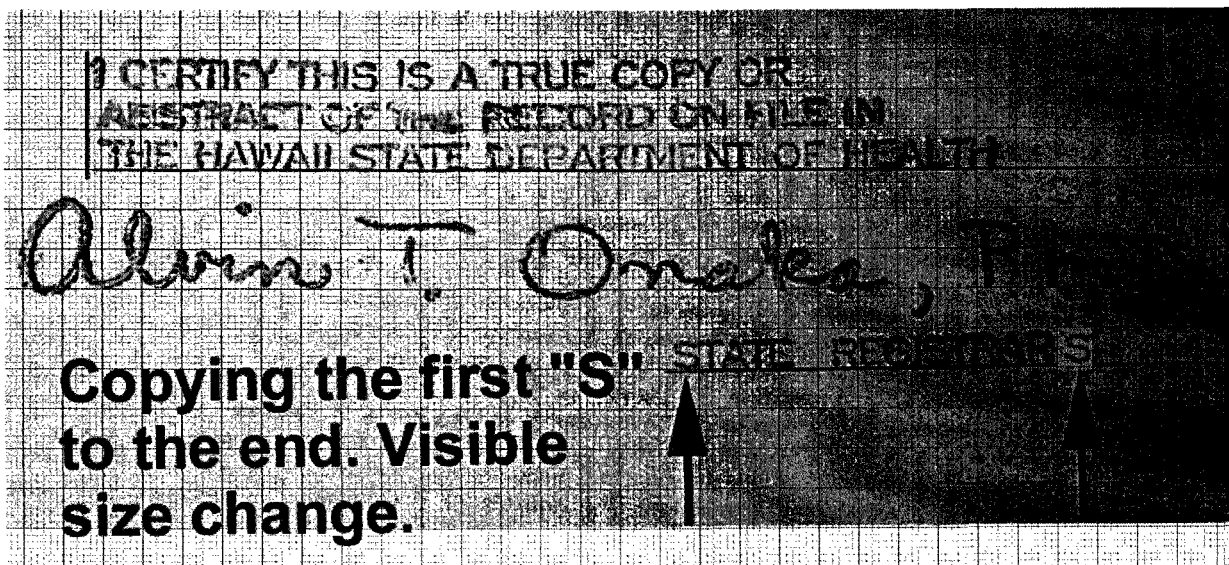 I CERTIFY THIS IS A TRUE COPY OR
ABSTRACT OF THE RECORD ON FILE IN
THE HAWAII STATE DEPARTMENT OF HEALTH
Alvin T. Onaka, Ph
STATE REGISTRAR S
Copying the first "S"
to the end. Visible
size change.